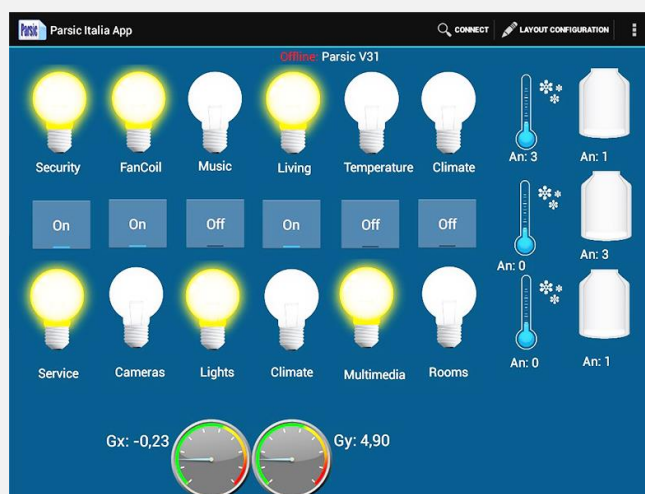 Parsic Parsic Italia App CONNECT LAYOUT CONFIGURATION
Offline: Parsic V31
Security FanCoil Music Living Temperature Climate
An: 3 An: 1
On On Off On Off Off
An: 0 An: 3
Service Cameras Lights Climate Multimedia Rooms
An: 0 An: 1
Gx: -0,23 Gy: 4,90